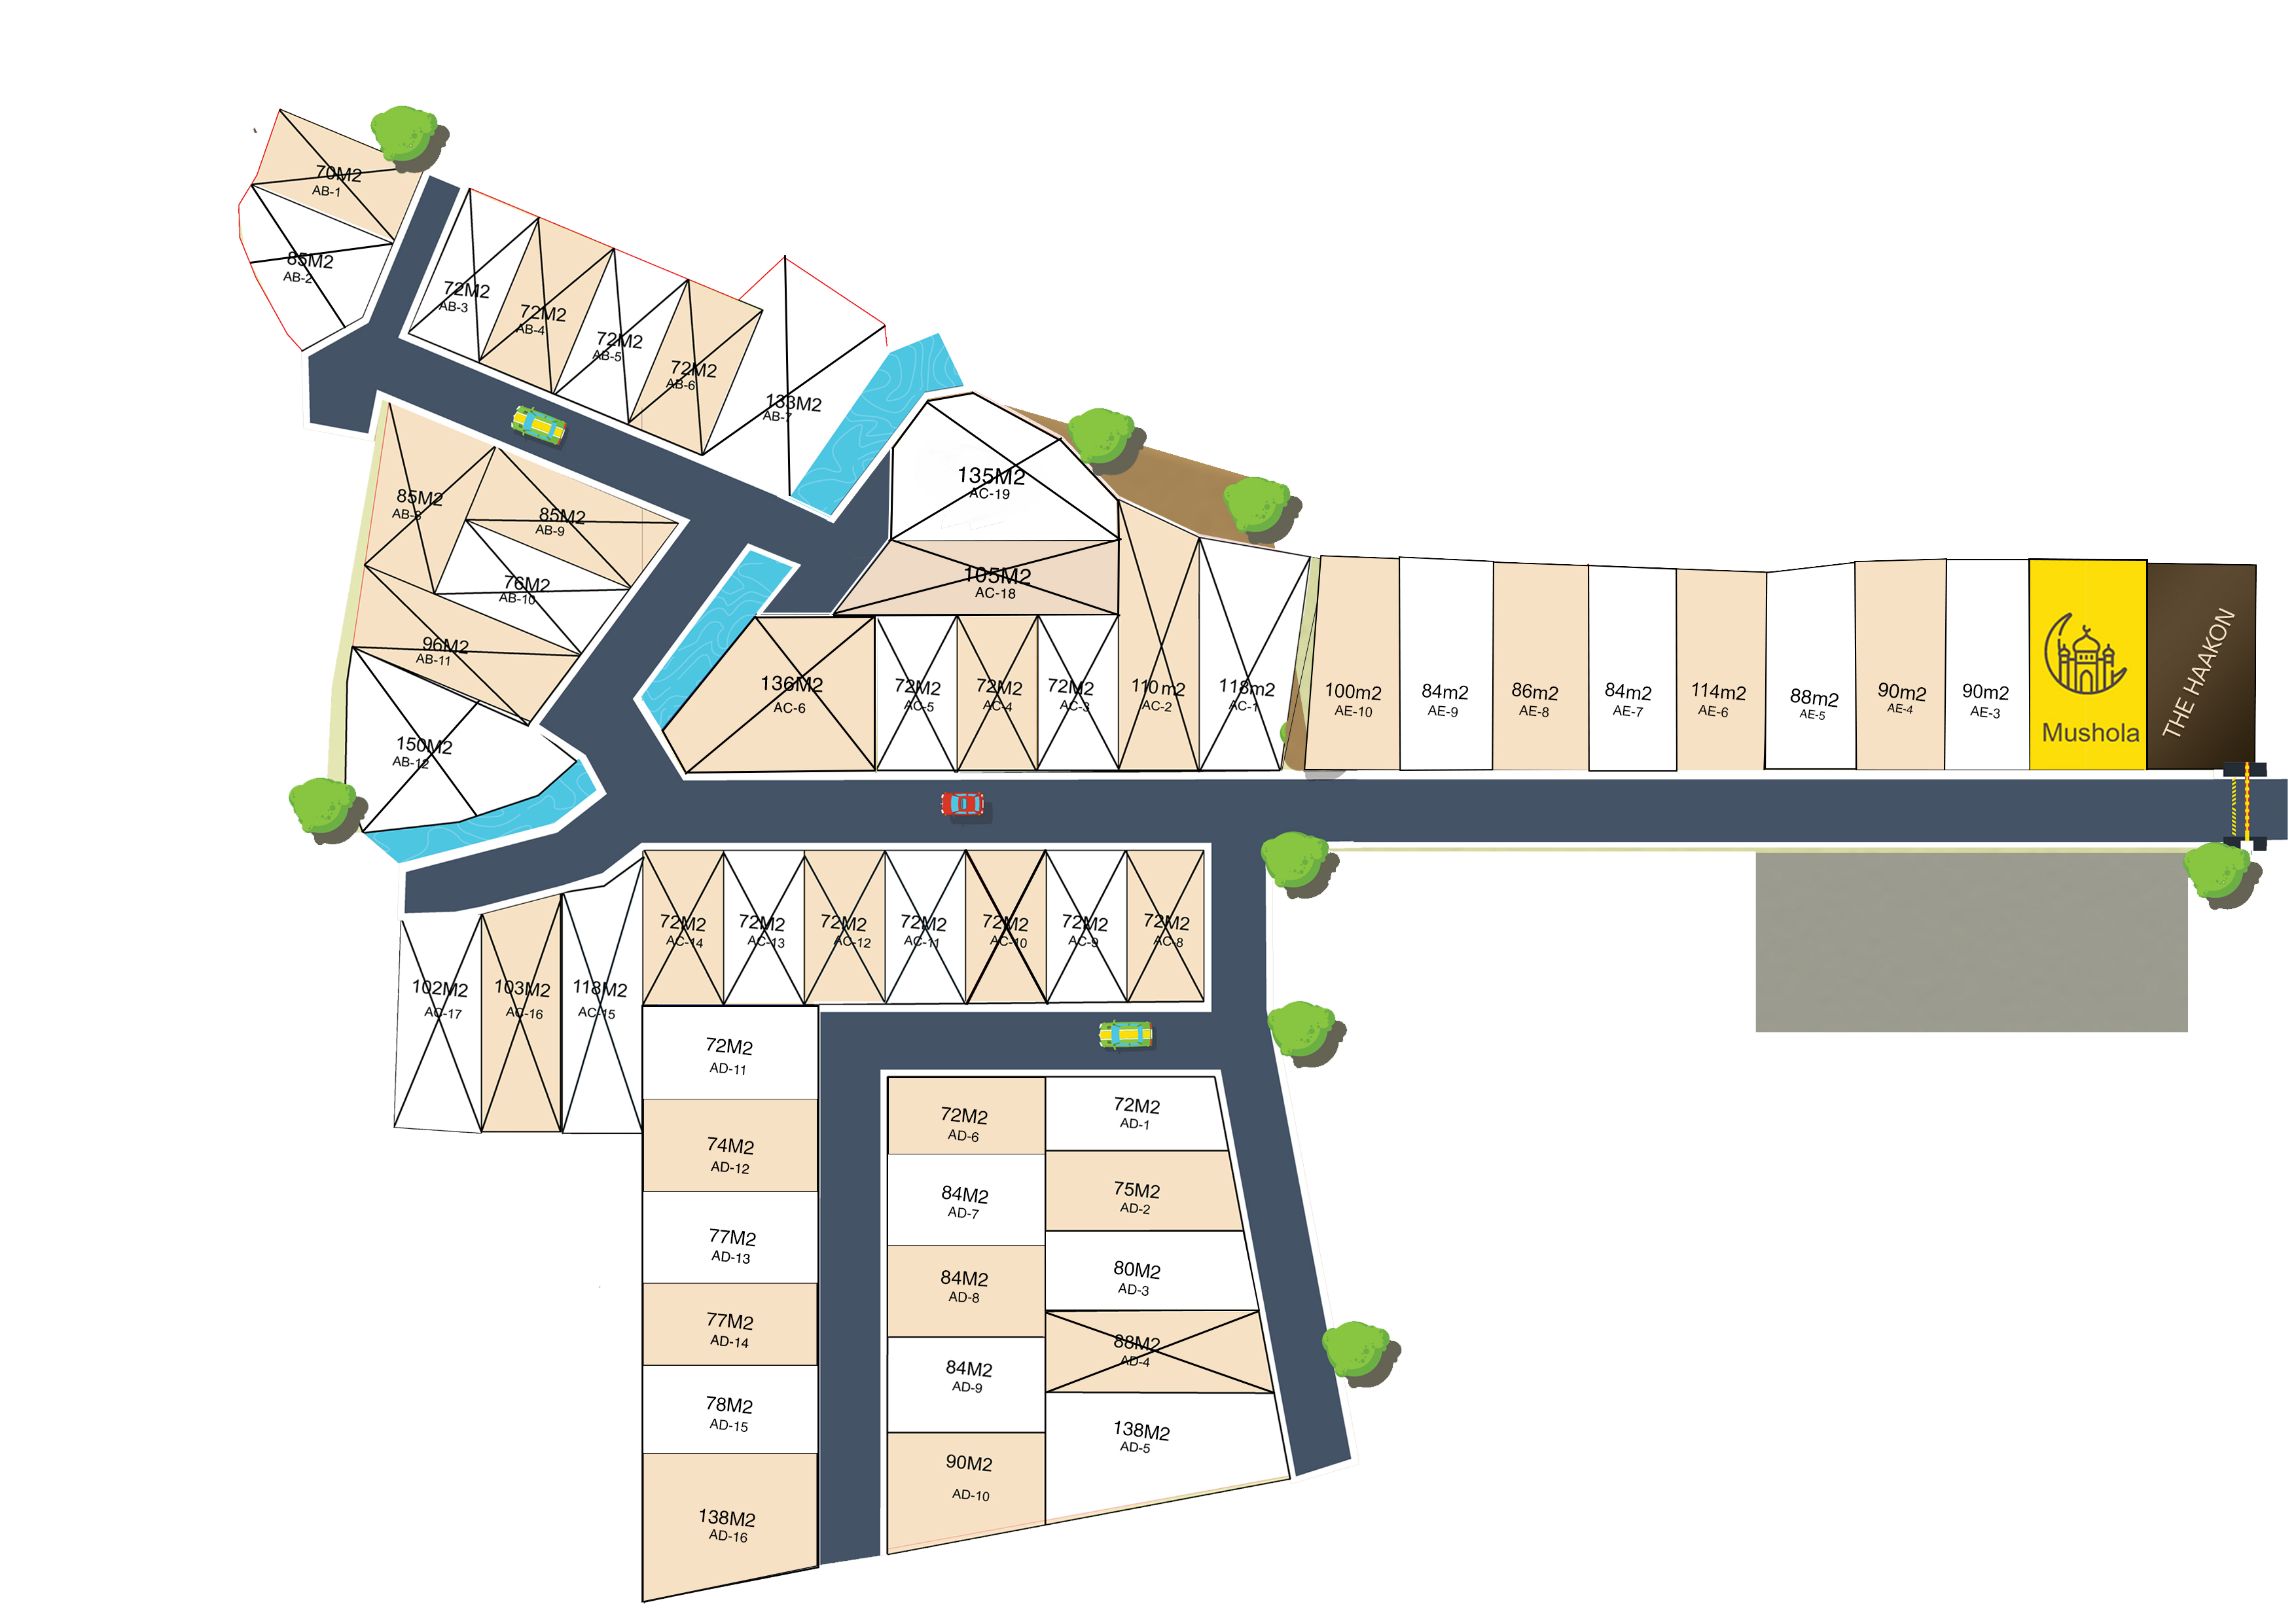 70M2
AB-1
85M2
AB-2
72M2
AB-3
72M2
AB-4
72M2
AB-5
72M2
AB-6
133M2
AB-7
85M2
AB-8
85M2
AB-9
76M2
AB-10
96M2
AB-11
150M2
AB-12
135M2
AC-19
105M2
AC-18
136M2
AC-6
72M2
AC-5
72M2
AC-4
72M2
AC-3
110m2
AC-2
118m2
AC-1
100m2
AE-10
84m2
AE-9
86m2
AE-8
84m2
AE-7
114m2
AE-6
88m2
AE-5
90m2
AE-4
90m2
AE-3
Mushola
THE HAAKON
102M2
AC-17
103M2
AC-16
118M2
AC-15
72M2
AC-14
72M2
AC-13
72M2
AC-12
72M2
AC-11
72M2
AC-10
72M2
AC-9
72M2
AC-8
72M2
AD-11
74M2
AD-12
77M2
AD-13
77M2
AD-14
78M2
AD-15
138M2
AD-16
72M2
AD-6
84M2
AD-7
84M2
AD-8
84M2
AD-9
90M2
AD-10
72M2
AD-1
75M2
AD-2
80M2
AD-3
88M2
AD-4
138M2
AD-5